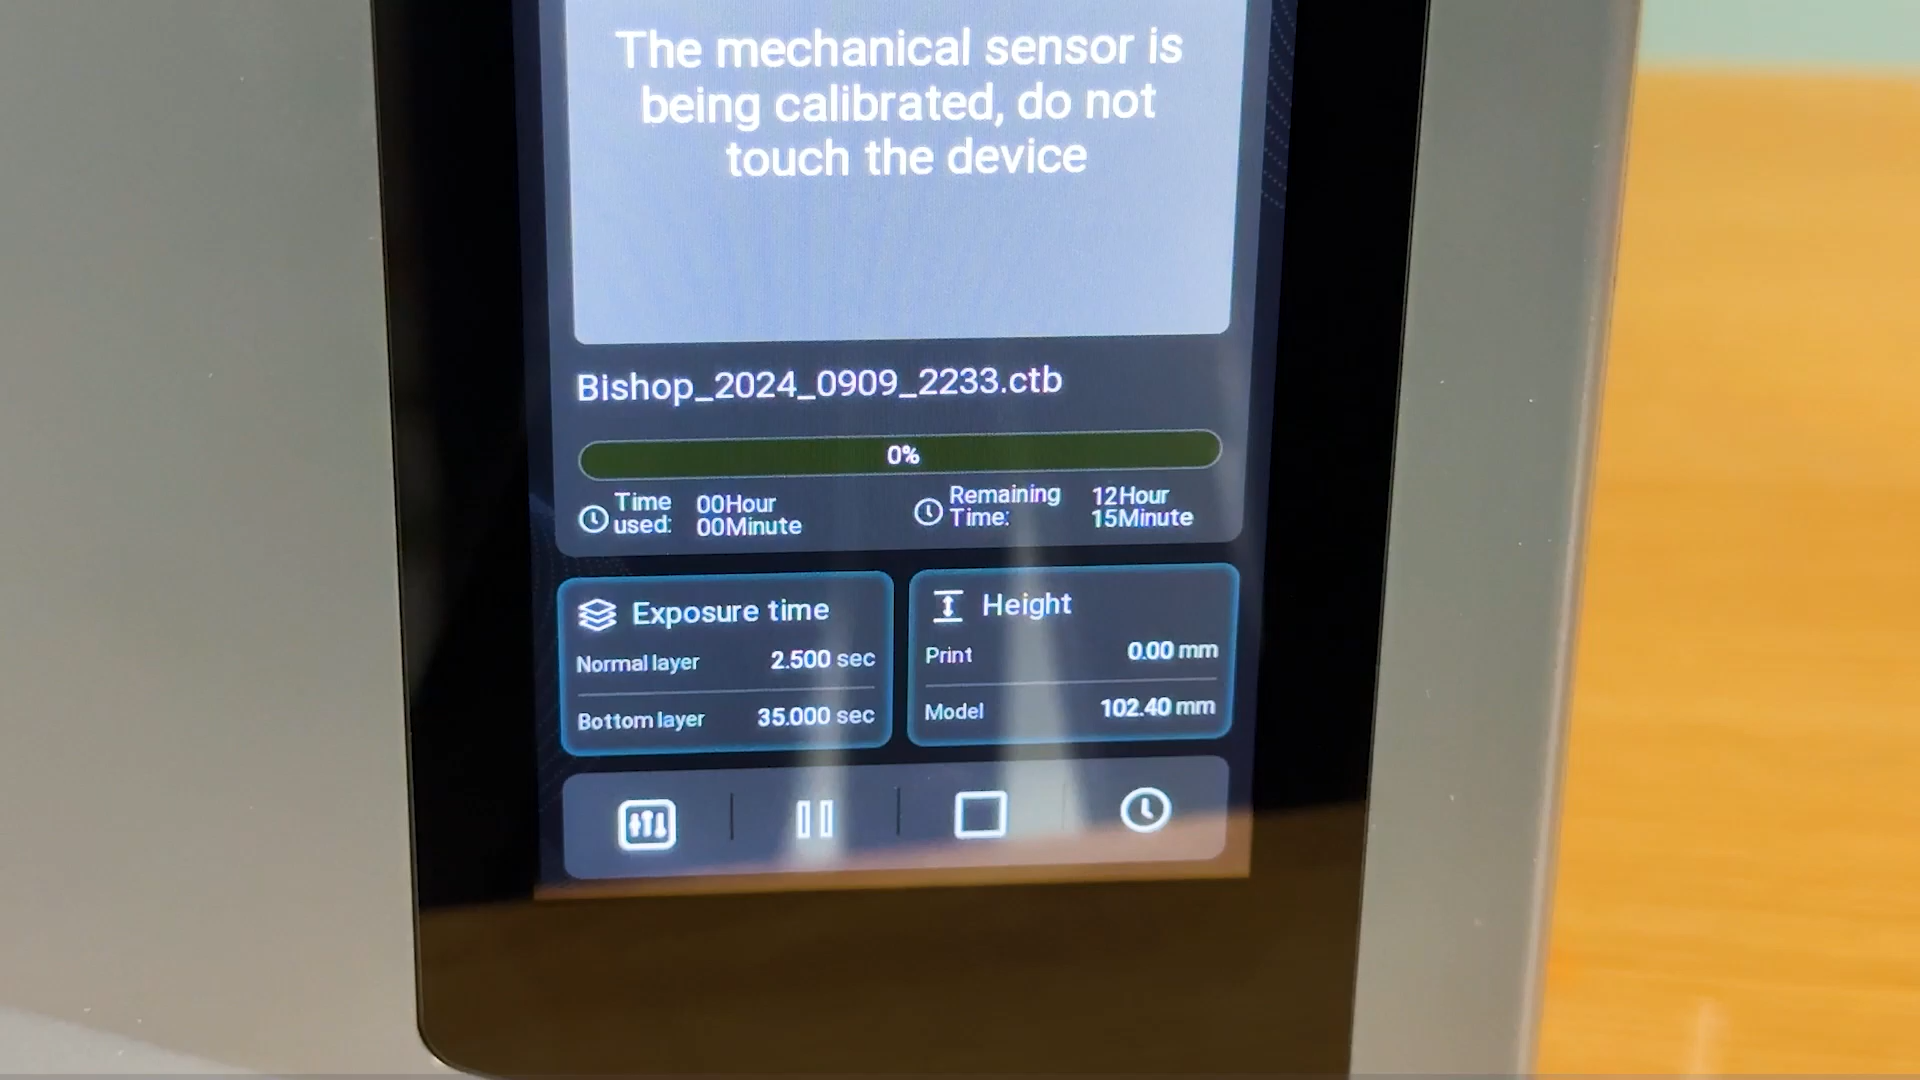 The mechanical sensor is
being calibrated, do not
touch the device
Bishop_2024_0909_2233.ctb
0%
Time used: 00Hour 00Minute
Remaining Time: 12Hour 15Minute
Exposure time
Normal layer 2.500 sec
Bottom layer 35.000 sec
Height
Print 0.00 mm
Model 102.40 mm